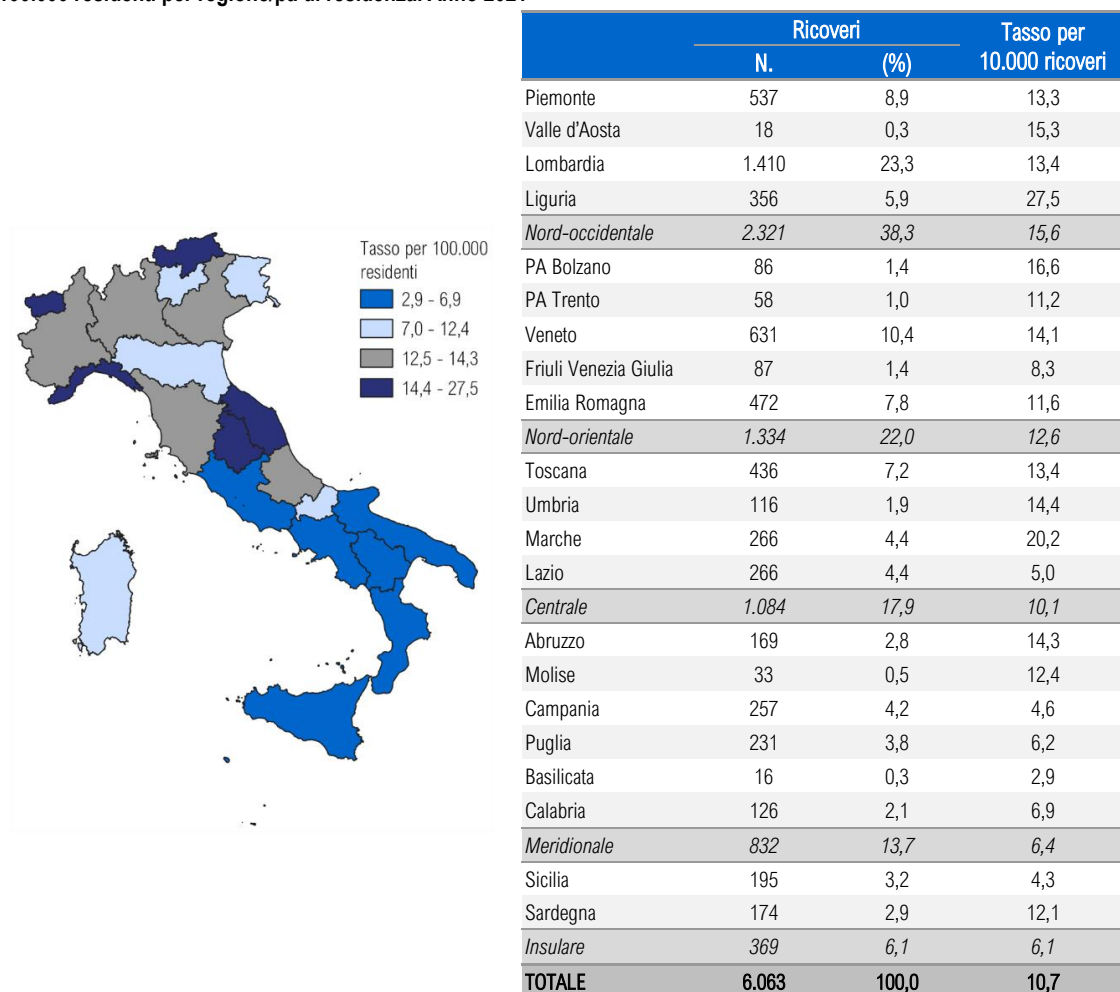 100.000 residenti per regione/pa di residenza. Anno 2021
Ricoveri Tasso per 10.000 ricoveri
N. (%)
Piemonte 537 8,9 13,3
Valle d'Aosta 18 0,3 15,3
Lombardia 1.410 23,3 13,4
Liguria 356 5,9 27,5
Nord-occidentale 2.321 38,3 15,6
PA Bolzano 86 1,4 16,6
PA Trento 58 1,0 11,2
Veneto 631 10,4 14,1
Friuli Venezia Giulia 87 1,4 8,3
Emilia Romagna 472 7,8 11,6
Nord-orientale 1.334 22,0 12,6
Toscana 436 7,2 13,4
Umbria 116 1,9 14,4
Marche 266 4,4 20,2
Lazio 266 4,4 5,0
Centrale 1.084 17,9 10,1
Abruzzo 169 2,8 14,3
Molise 33 0,5 12,4
Campania 257 4,2 4,6
Puglia 231 3,8 6,2
Basilicata 16 0,3 2,9
Calabria 126 2,1 6,9
Meridionale 832 13,7 6,4
Sicilia 195 3,2 4,3
Sardegna 174 2,9 12,1
Insulare 369 6,1 6,1
TOTALE 6.063 100,0 10,7
Tasso per 100.000
residenti
2,9 - 6,9
7,0 - 12,4
12,5 - 14,3
14,4 - 27,5